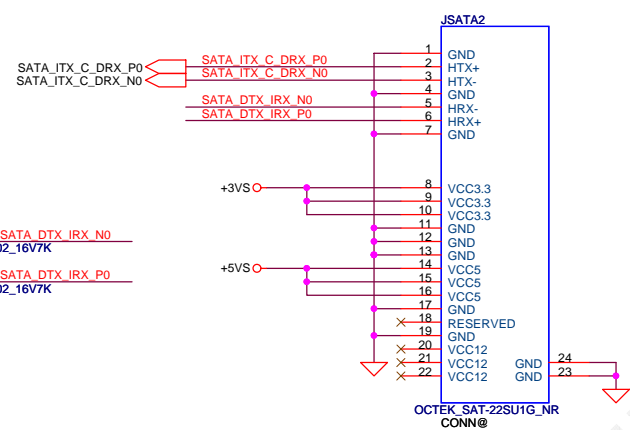 JSATA2
1 GND
SATA_ITX_C_DRX_P0 SATA_ITX_C_DRX_P0 2 HTX+
SATA_ITX_C_DRX_N0 SATA_ITX_C_DRX_N0 3 HTX-
4 GND
SATA_DTX_IRX_N0 5 HRX-
SATA_DTX_IRX_P0 6 HRX+
7 GND
+3VS 8 VCC3.3
9 VCC3.3
10 VCC3.3
11 GND
SATA_DTX_IRX_N0 12 GND
02_16V7K 13 GND
+5VS 14 VCC5
SATA_DTX_IRX_P0 15 VCC5
02_16V7K 16 VCC5
17 GND
18 RESERVED
19 GND
20 VCC12
21 VCC12 GND 24
22 VCC12 GND 23
OCTEK_SAT-22SU1G_NR
CONN@